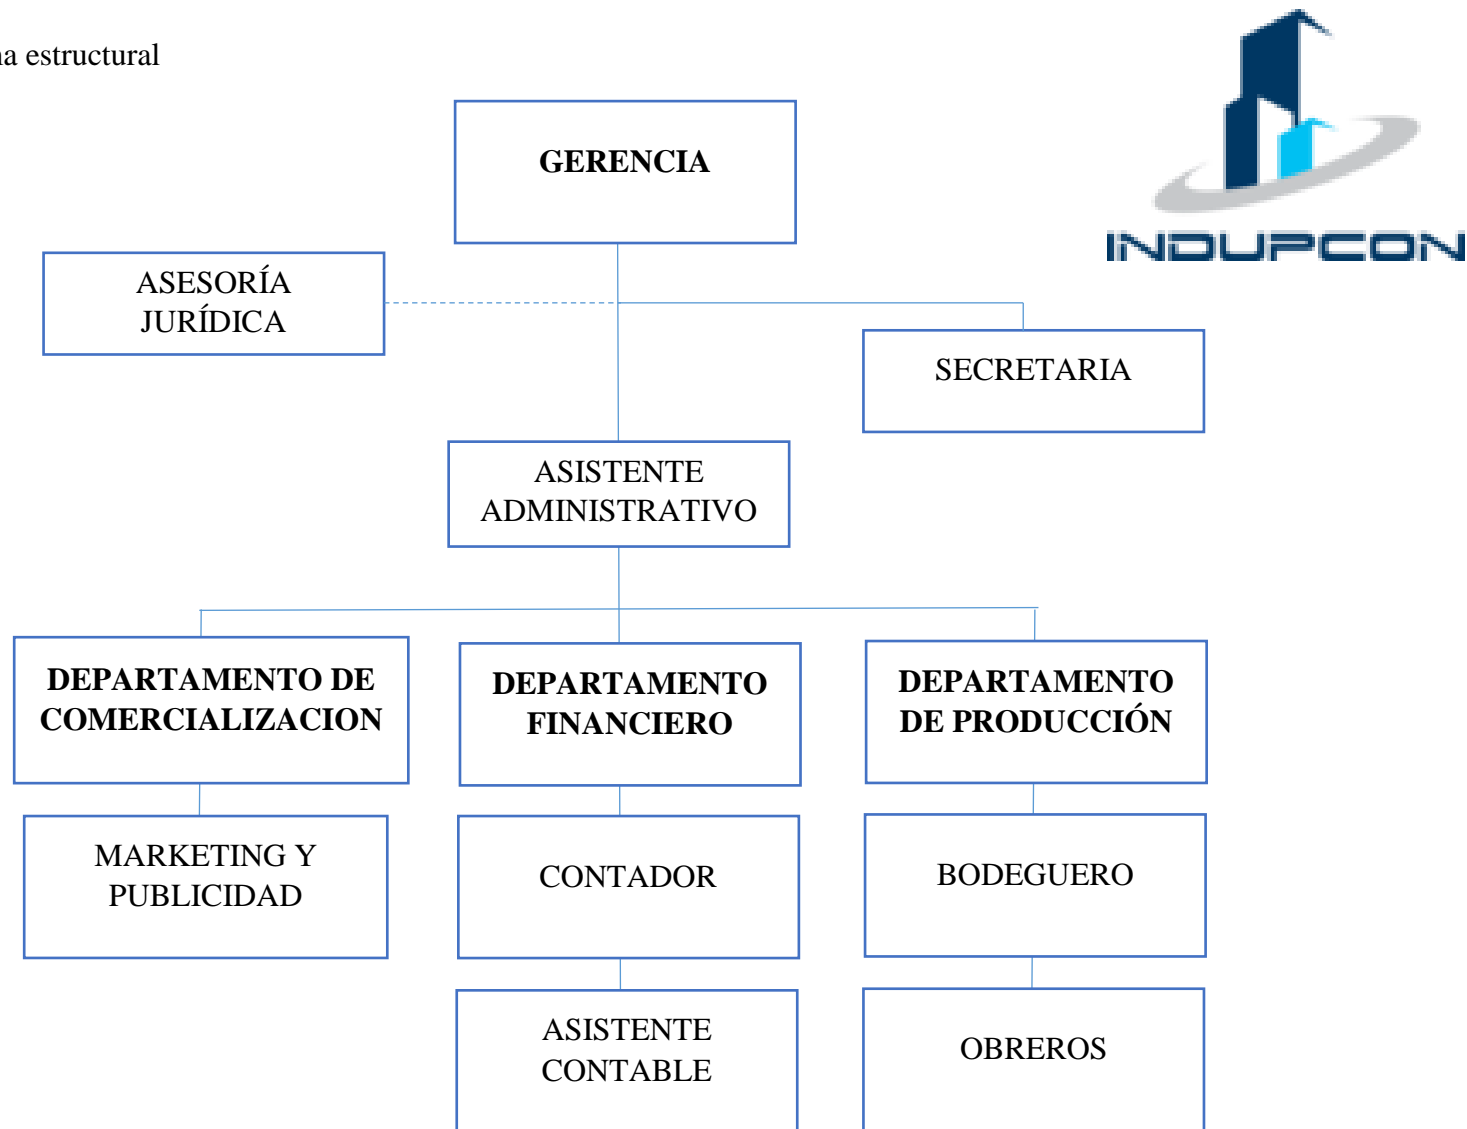 a estructural
GERENCIA
INDUPCON
ASESORÍA
JURÍDICA
SECRETARIA
ASISTENTE
ADMINISTRATIVO
DEPARTAMENTO DE
COMERCIALIZACION
DEPARTAMENTO
FINANCIERO
DEPARTAMENTO
DE PRODUCCIÓN
MARKETING Y
PUBLICIDAD
CONTADOR
BODEGUERO
ASISTENTE
CONTABLE
OBREROS